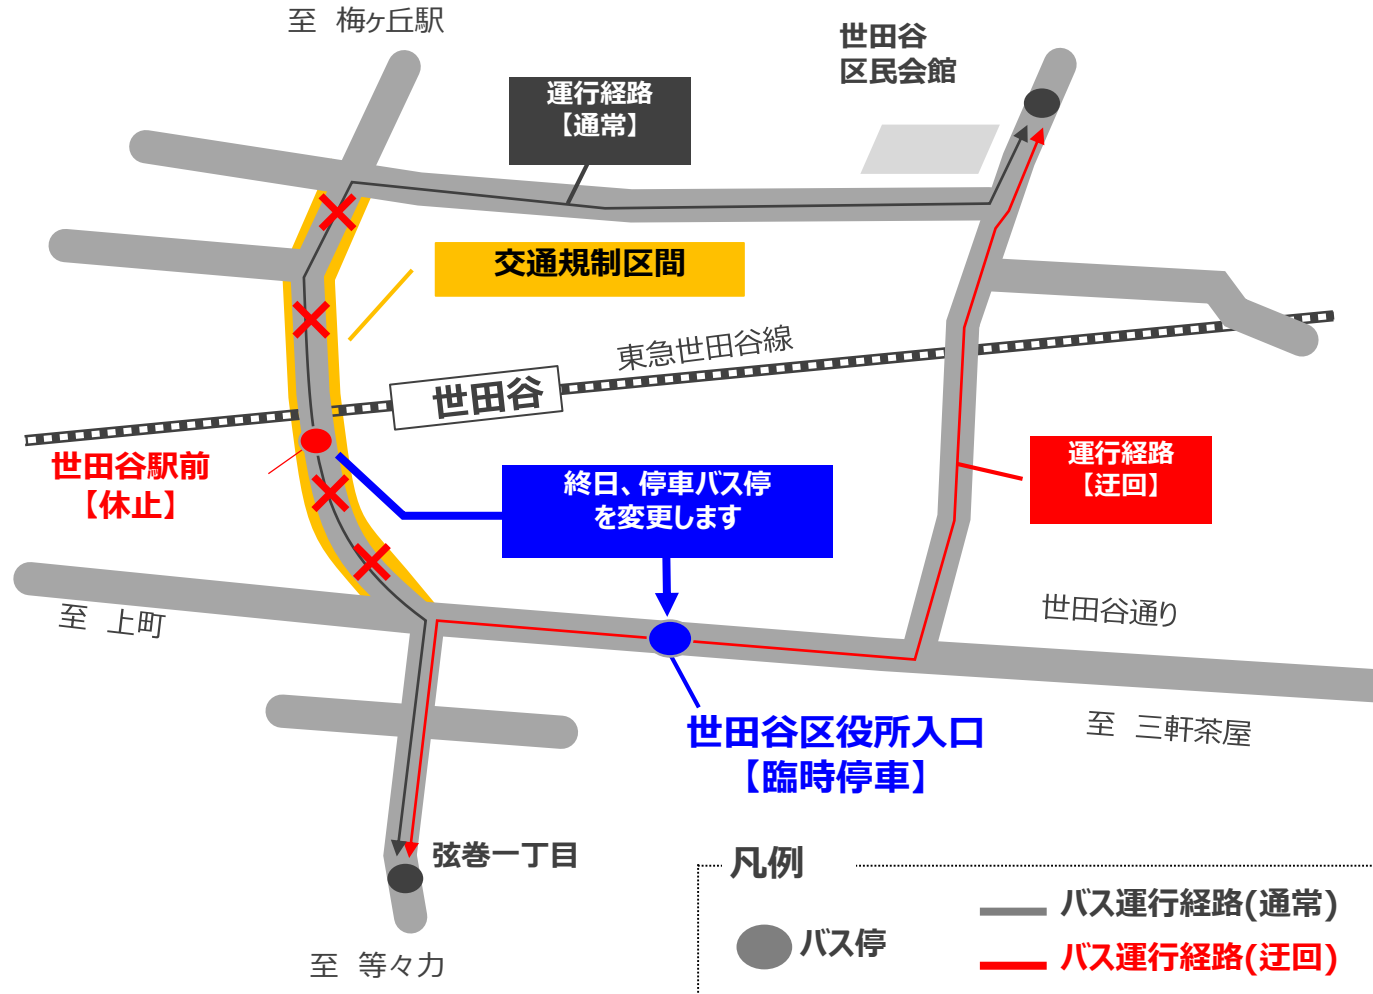 至 梅ヶ丘駅
世田谷
区民会館
運行経路
【通常】
交通規制区間
東急世田谷線
世田谷
世田谷駅前
【休止】
終日、停車バス停
を変更します
運行経路
【迂回】
至 上町
世田谷通り
世田谷区役所入口
【臨時停車】
至 三軒茶屋
弦巻一丁目
至 等々力
凡例
バス停
バス運行経路(通常)
バス運行経路(迂回)